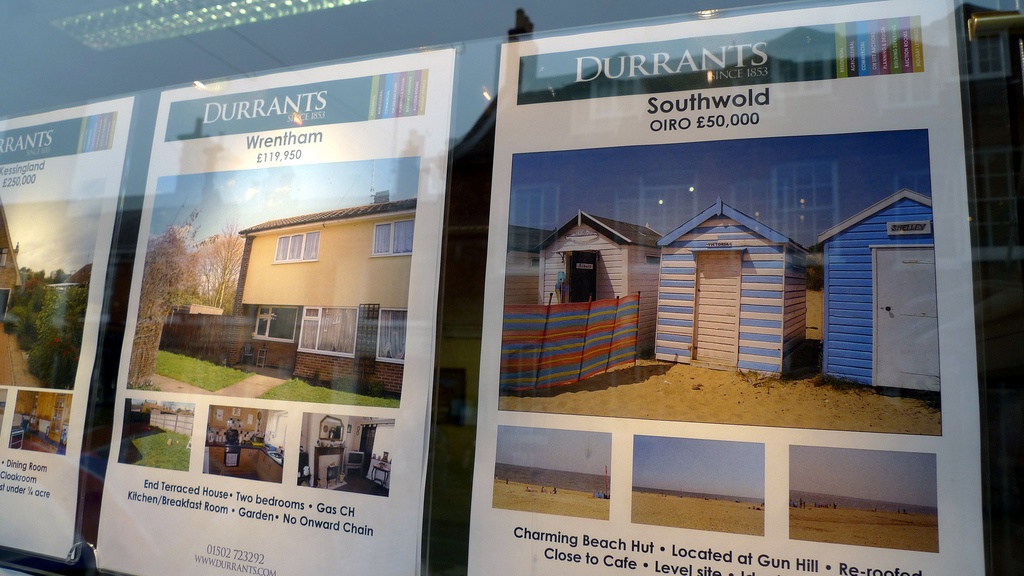 Kessingland
£250,000
• Dining Room
Cloakroom
st under ¼ acre
DURRANTS
SINCE 1853
Wrentham
£119,950
End Terraced House • Two bedrooms • Gas CH
Kitchen/Breakfast Room • Garden • No Onward Chain
01502 723292
WWW.DURRANTS.COM
DURRANTS
SINCE 1853
Southwold
OIRO £50,000
Charming Beach Hut • Located at Gun Hill • Re-roofed
Close to Cafe • Level site •